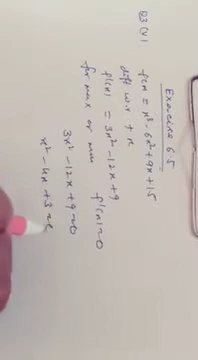 Exercise 6.5
Q3 (v)
f(x) = x³ - 6x² + 9x + 15
diff w.r.t x
f'(x) = 3x² - 12x + 9
for max or min f'(x) = 0
3x² - 12x + 9 = 0
x² - 4x + 3 =